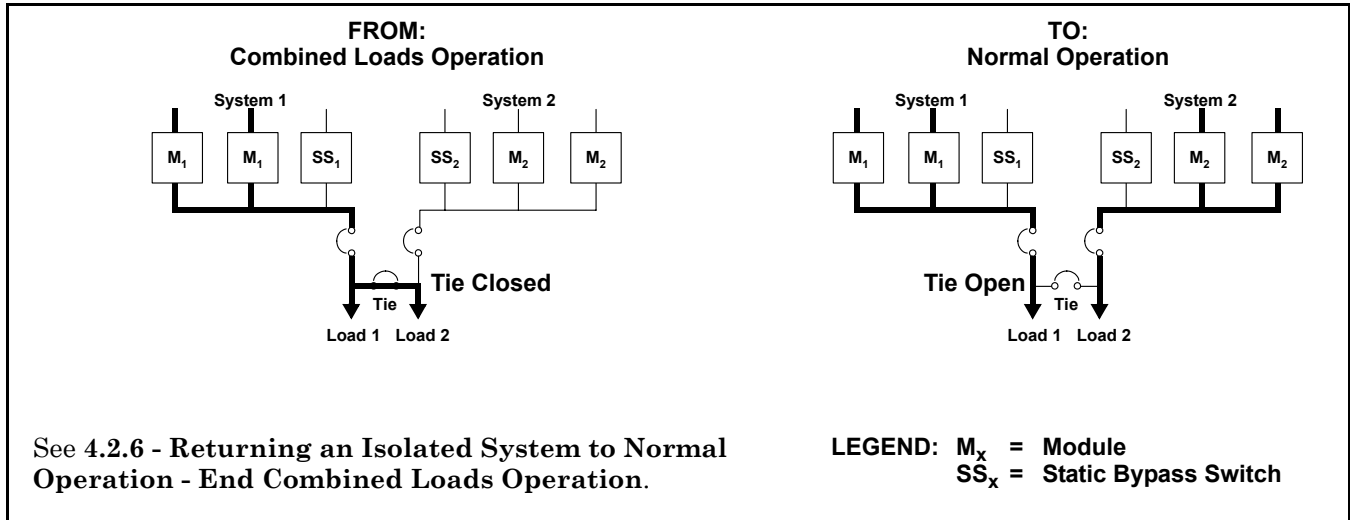 FROM:
Combined Loads Operation
System 1
System 2
M1
M1
SS1
SS2
M2
M2
Tie Closed
Tie
Load 1
Load 2
TO:
Normal Operation
System 1
System 2
M1
M1
SS1
SS2
M2
M2
Tie Open
Tie
Load 1
Load 2
See 4.2.6 - Returning an Isolated System to Normal
Operation - End Combined Loads Operation.
LEGEND: Mx = Module
SSx = Static Bypass Switch